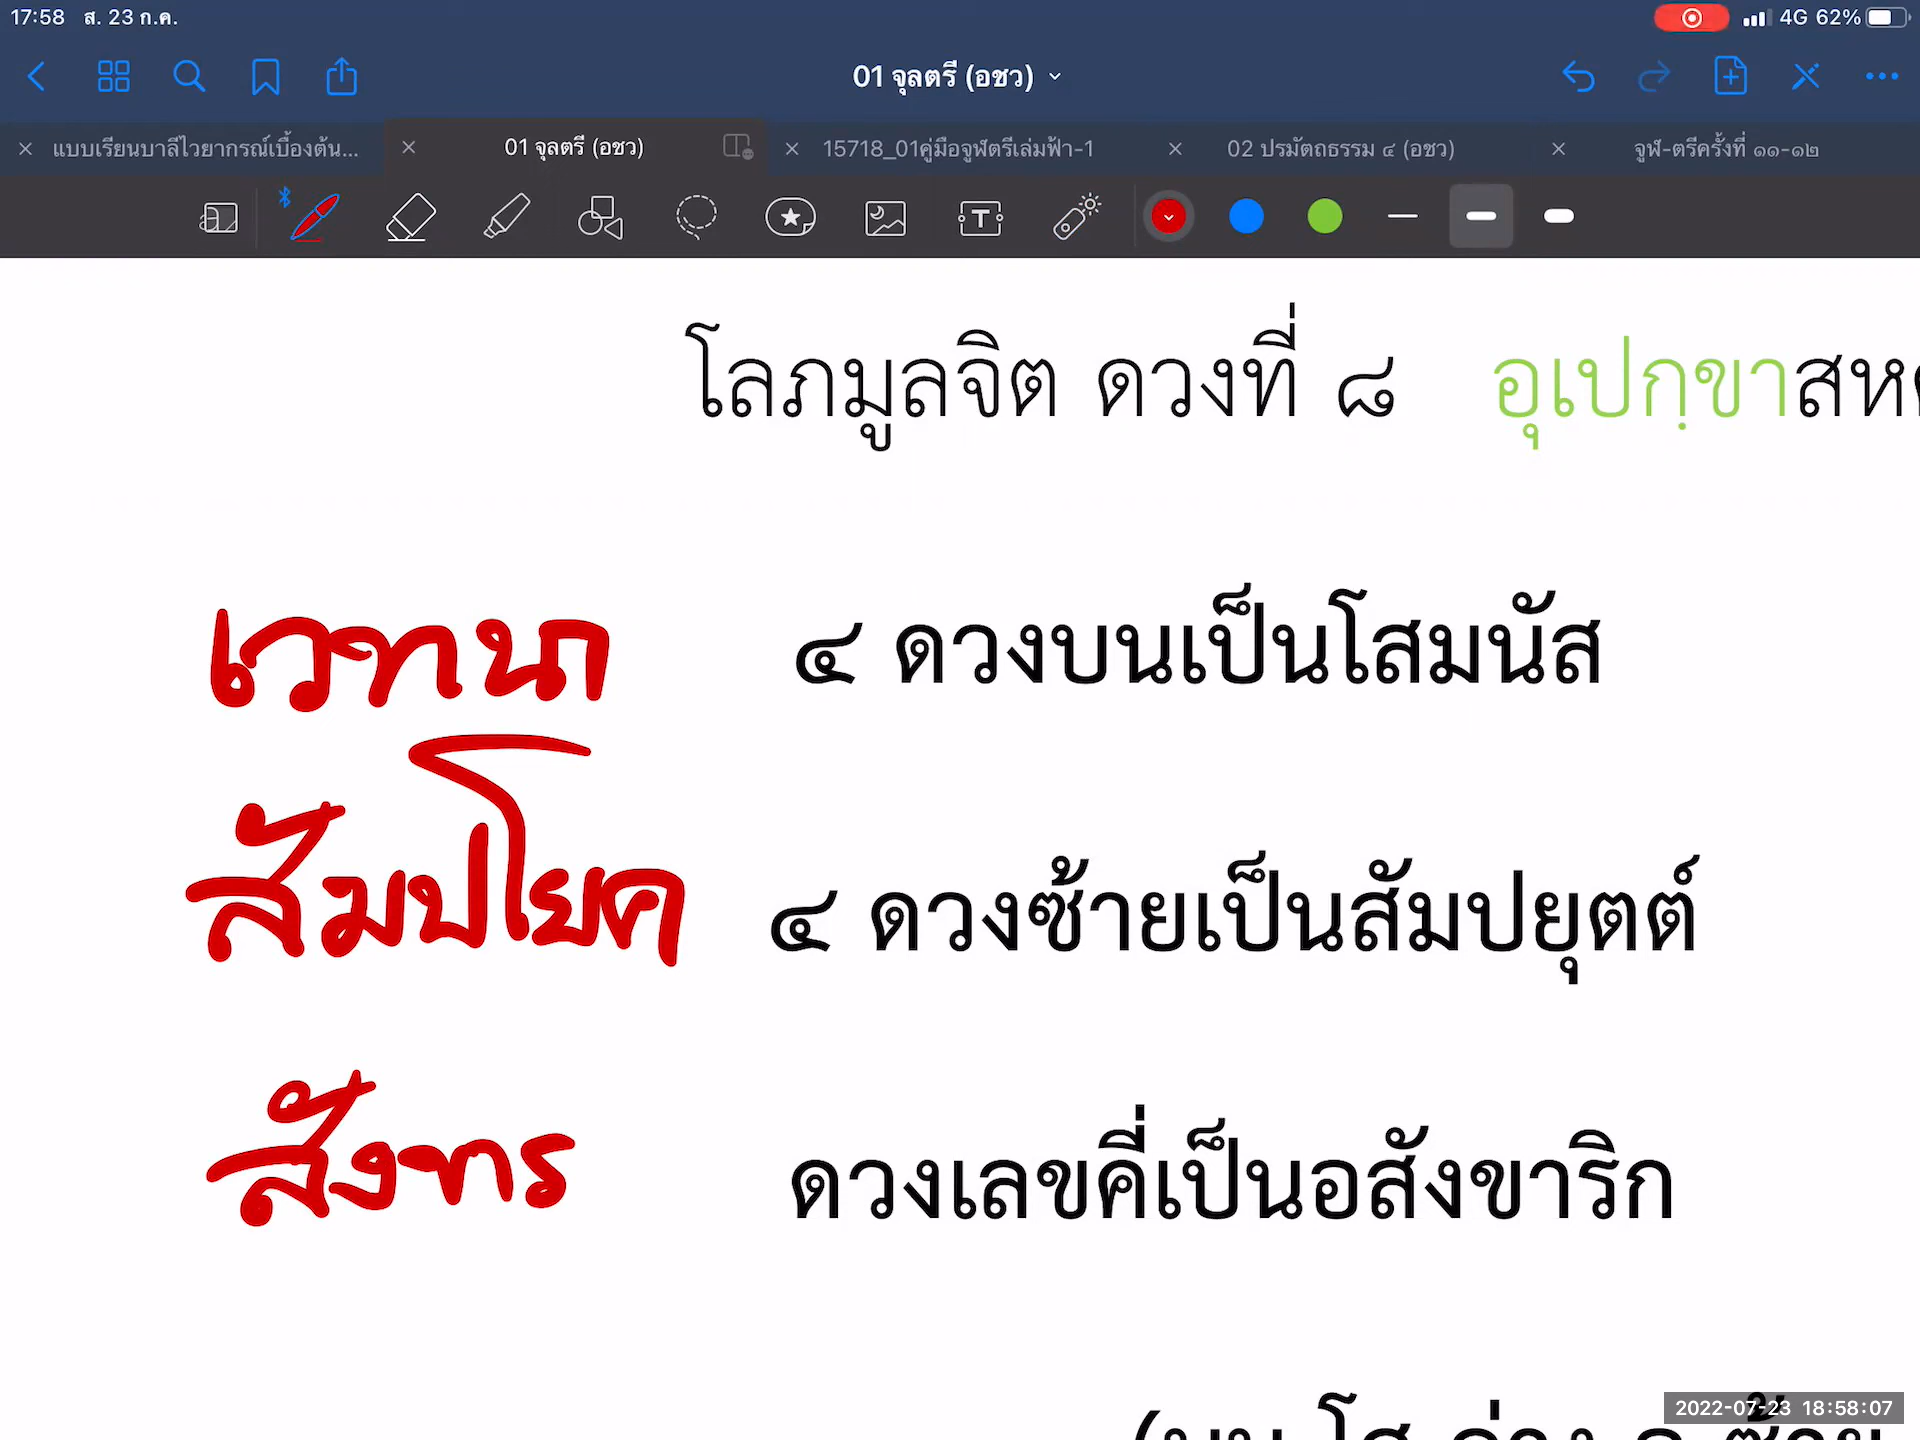 17:58 ส. 23 ก.ค. 4G 62%
01 จุลตรี (อชว)
แบบเรียนบาลีไวยากรณ์เบื้องต้น... 01 จุลตรี (อชว) 15718_01คู่มือจูฬตรีเล่มฟ้า-1 02 ปรมัตถธรรม ๔ (อชว) จูฬ-ตรีครั้งที่ ๑๑-๑๒
โลภมูลจิต ดวงที่ ๘ อุเปกฺขาสห
เวทนา ๔ ดวงบนเป็นโสมนัส
สัมปโยค ๔ ดวงซ้ายเป็นสัมปยุตต์
สังขาร ดวงเลขคี่เป็นอสังขาริก
2022-07-23 18:58:07